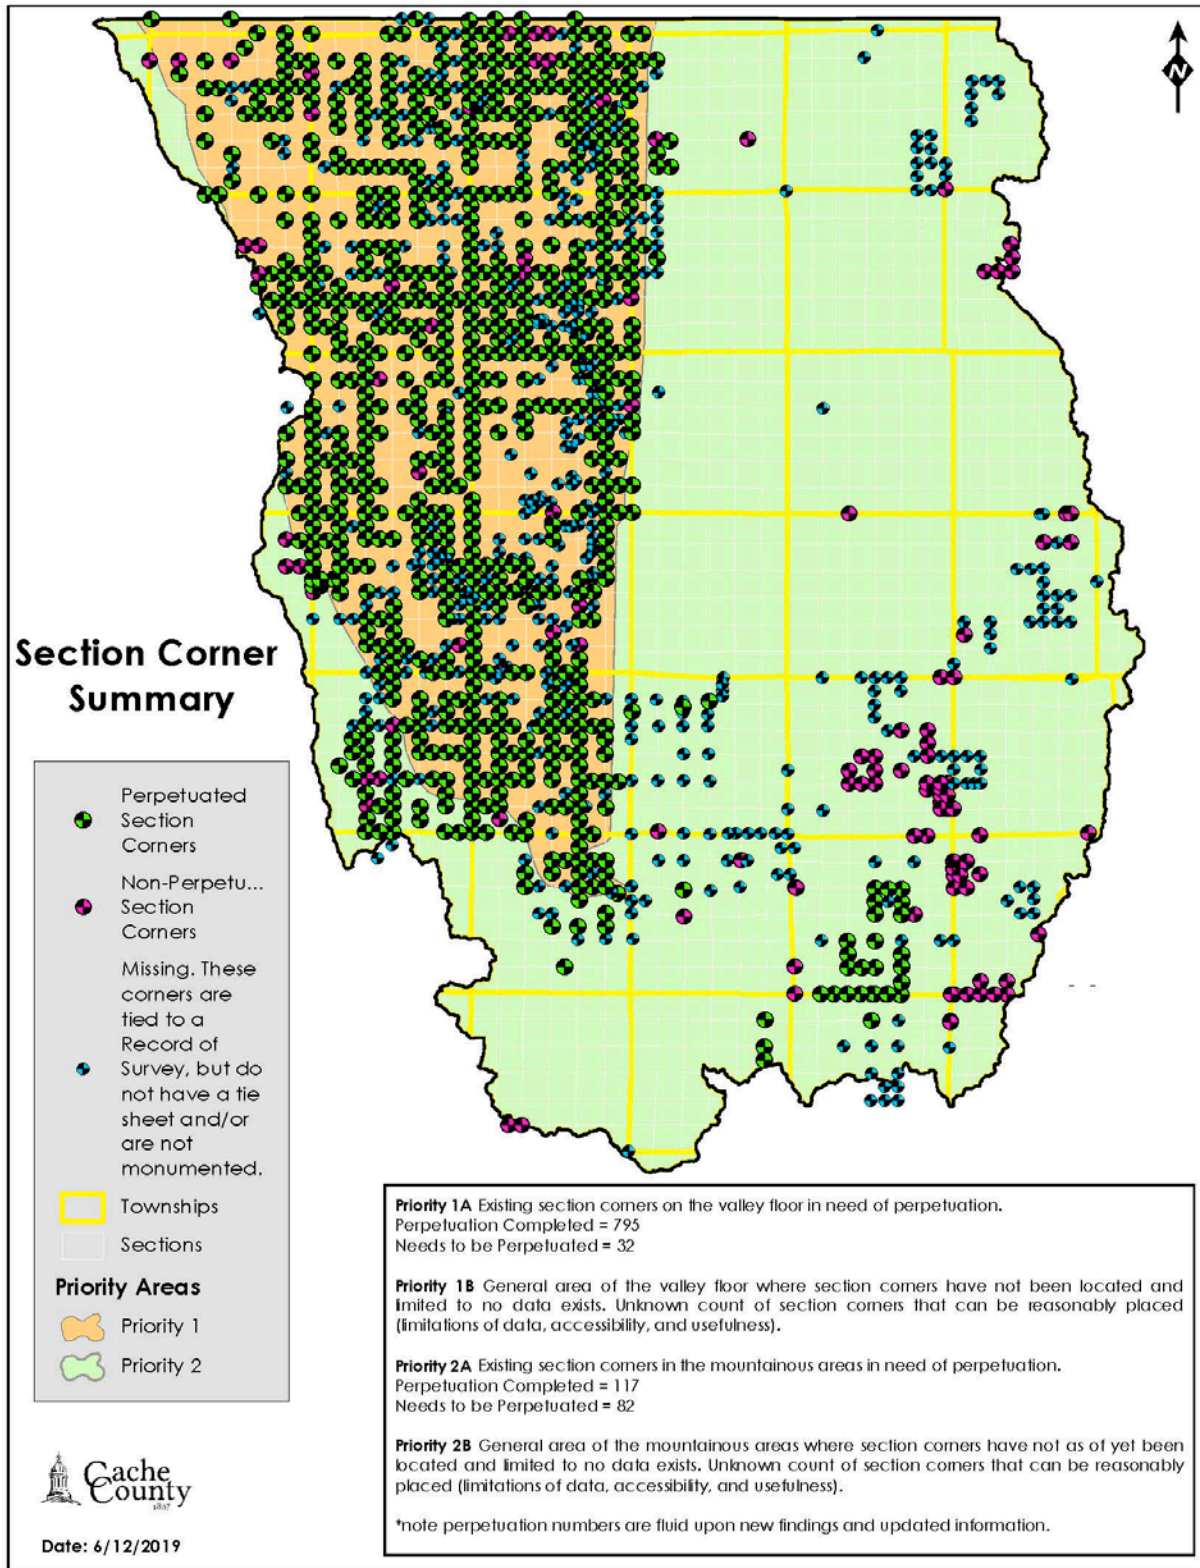 N
Section Corner
Summary
Perpetuated
Section
Corners
Non-Perpetu...
Section
Corners
Missing. These
corners are
tied to a
Record of
Survey, but do
not have a tie
sheet and/or
are not
monumented.
Townships
Sections
Priority Areas
Priority 1
Priority 2
Cache
County
1857
Date: 6/12/2019
Priority 1A Existing section corners on the valley floor in need of perpetuation.
Perpetuation Completed = 795
Needs to be Perpetuated = 32
Priority 1B General area of the valley floor where section corners have not been located and
limited to no data exists. Unknown count of section corners that can be reasonably placed
(limitations of data, accessibility, and usefulness).
Priority 2A Existing section corners in the mountainous areas in need of perpetuation.
Perpetuation Completed = 117
Needs to be Perpetuated = 82
Priority 2B General area of the mountainous areas where section corners have not as of yet been
located and limited to no data exists. Unknown count of section corners that can be reasonably
placed (limitations of data, accessibility, and usefulness).
*note perpetuation numbers are fluid upon new findings and updated information.